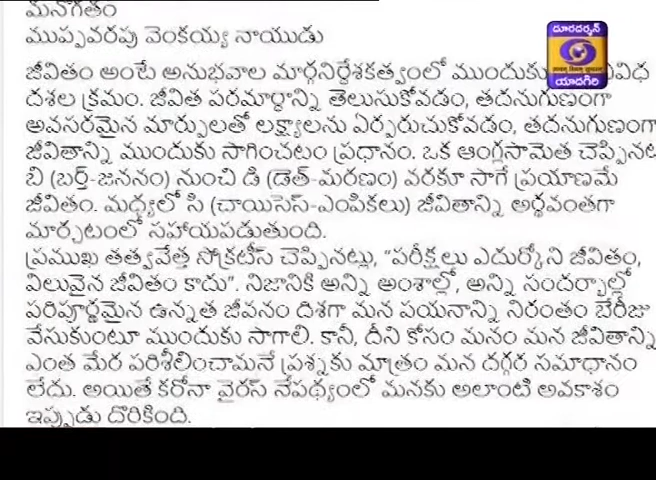 మనోగతం
ముప్పవరపు వెంకయ్య నాయుడు
దూరదర్శన్
యాదగిరి
జీవితం అంటే అనుభవాల మార్గనిర్దేశకత్వంలో ముందుకు
దశల క్రమం. జీవిత పరమార్థాన్ని తెలుసుకోవడం, తదనుగుణంగా
అవసరమైన మార్పులతో లక్ష్యాలను ఏర్పరుచుకోవడం, తదనుగుణంగా
జీవితాన్ని ముందుకు సాగించటం ప్రధానం. ఒక ఆంగ్లసామెత చెప్పినట
బి (బర్త్-జననం) నుంచి డి (డెత్-మరణం) వరకూ సాగే ప్రయాణమే
జీవితం. మధ్యలో సి (చాయిసెస్-ఎంపికలు) జీవితాన్ని అర్థవంతగా
మార్చటంలో సహాయపడుతుంది.
ప్రముఖ తత్వవేత్త సోక్రటీస్ చెప్పినట్లు, "పరీక్షలు ఎదుర్కోని జీవితం,
విలువైన జీవితం కాదు". నిజానికి అన్ని అంశాల్లో, అన్ని సందర్భాల్లో
పరిపూర్ణమైన ఉన్నత జీవనం దిశగా మన పయనాన్ని నిరంతం బేరీజు
వేసుకుంటూ ముందుకు సాగాలి. కానీ, దీని కోసం మనం మన జీవితాన్ని
ఎంత మేర పరిశీలించామనే ప్రశ్నకు మాత్రం మన దగ్గర సమాధానం
లేదు. అయితే కరోనా వైరస్ నేపథ్యంలో మనకు అలాంటి అవకాశం
ఇప్పుడు దొరికింది.